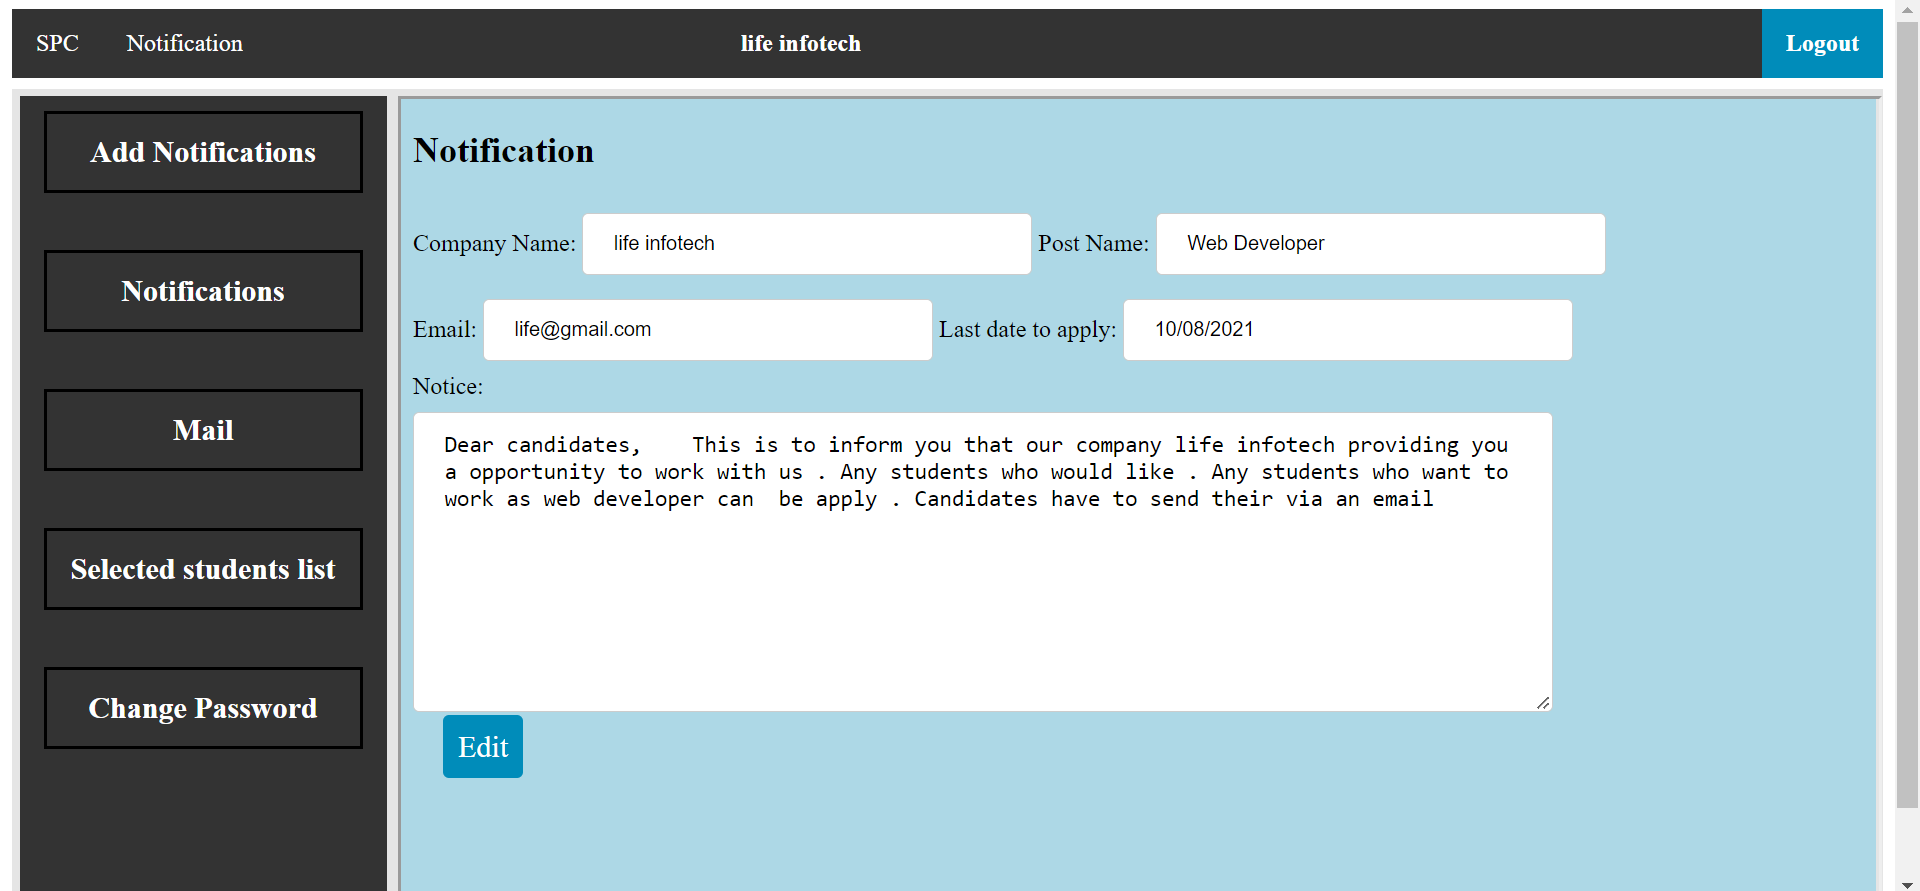 SPC Notification life infotech Logout
Add Notifications
Notifications
Mail
Selected students list
Change Password
Notification
Company Name: life infotech Post Name: Web Developer
Email: life@gmail.com Last date to apply: 10/08/2021
Notice:
Dear candidates,    This is to inform you that our company life infotech providing you
a opportunity to work with us . Any students who would like . Any students who want to
work as web developer can  be apply . Candidates have to send their via an email
Edit